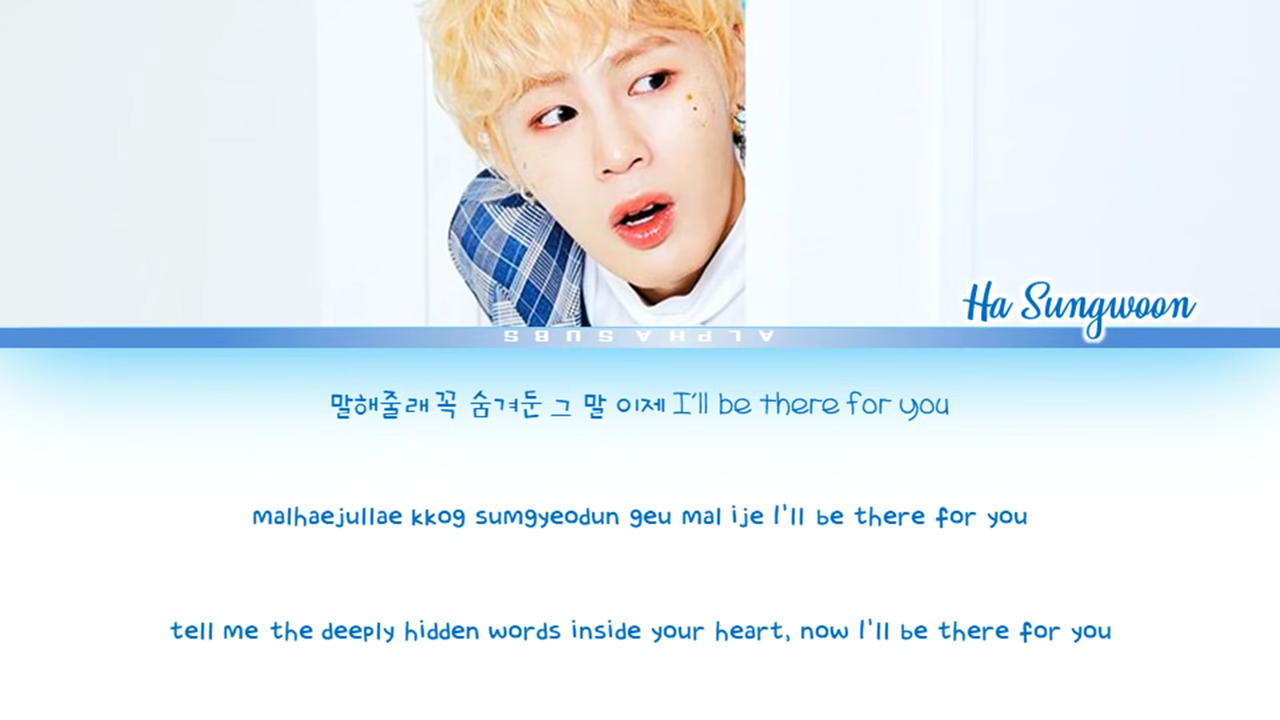 Ha Sungwoon
ALPHASUBS
말해줄래 꼭 숨겨둔 그 말 이제 I'll be there for you
malhaejullae kkog sumgyeodun geu mal ije I'll be there for you
tell me the deeply hidden words inside your heart, now I'll be there for you